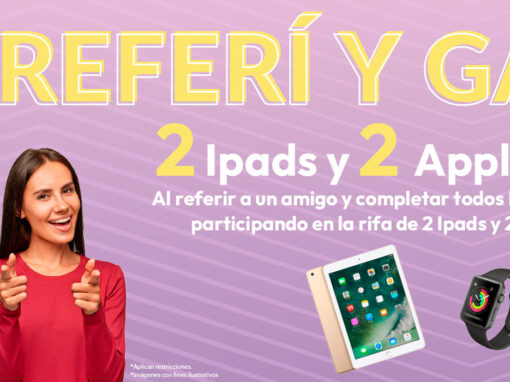 REFERÍ Y GA
2 Ipads y 2 Appl
Al referir a un amigo y completar todos
participando en la rifa de 2 Ipads y 2
*Aplican restricciones.
*Imágenes con fines ilustrativos